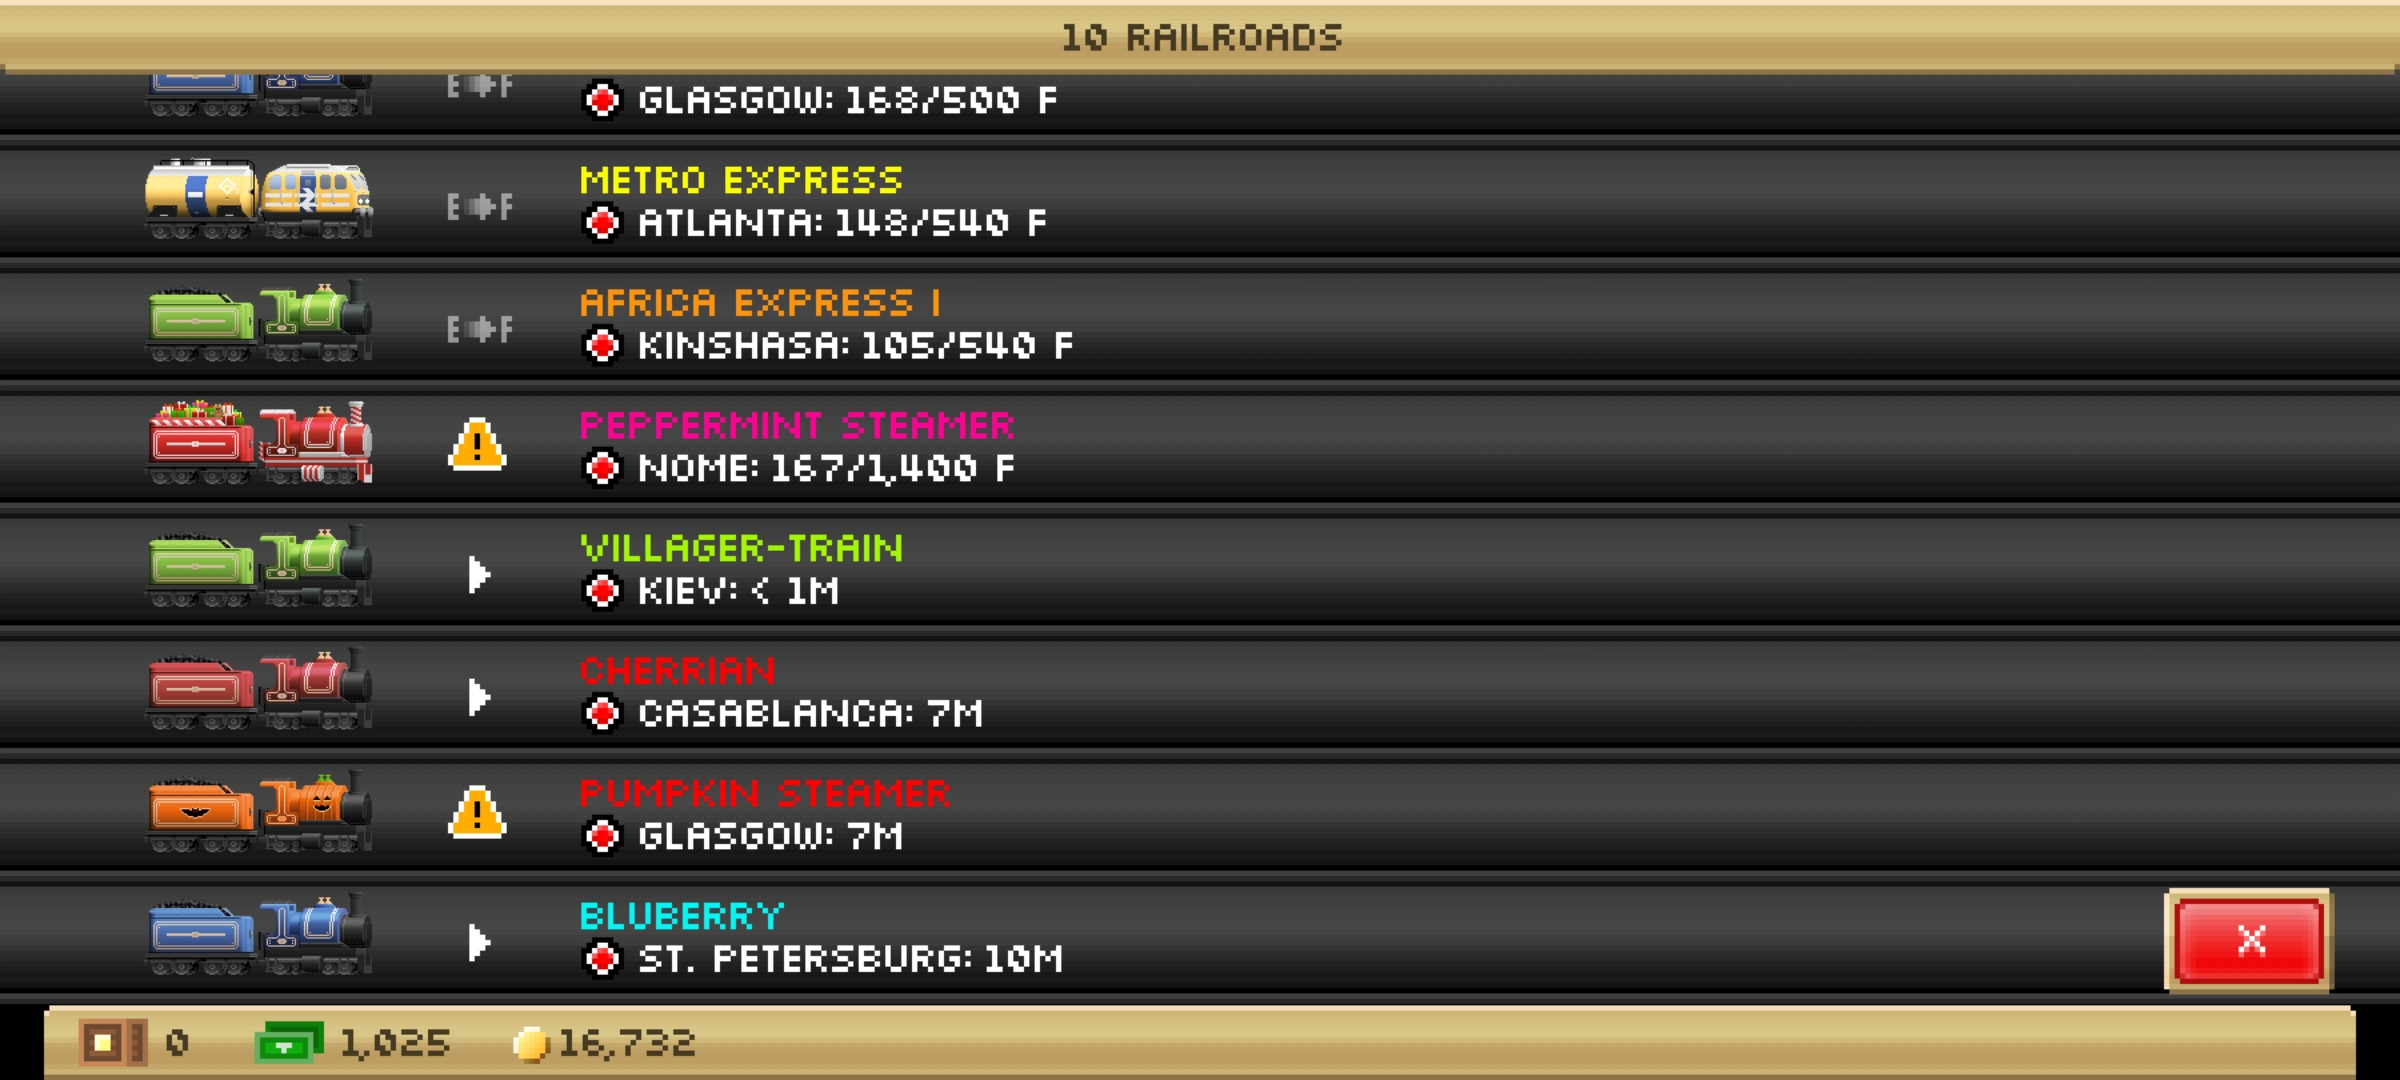 10 RAILROADS
E F
GLASGOW: 168/500 F
METRO EXPRESS
E F
ATLANTA: 148/540 F
AFRICA EXPRESS I
E F
KINSHASA: 105/540 F
PEPPERMINT STEAMER
!
NOME: 167/1,400 F
VILLAGER-TRAIN
KIEV: < 1M
CHERRIAN
CASABLANCA: 7M
PUMPKIN STEAMER
!
GLASGOW: 7M
BLUBERRY
ST. PETERSBURG: 10M
X
0 1,025 16,732